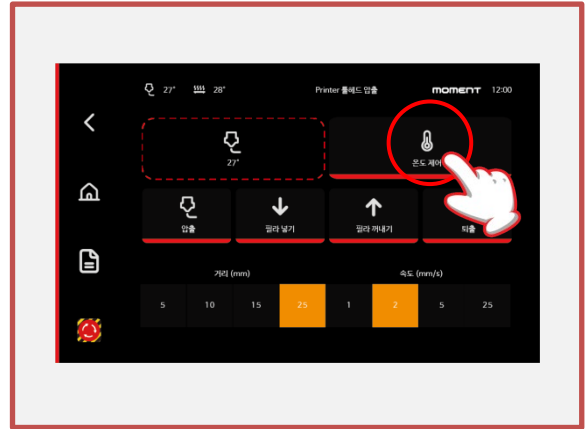 27° 28° Printer 툴헤드 압출 moment 12:00
27° 온도 제어
압출 필라 넣기 필라 꺼내기 퇴출
거리 (mm) 속도 (mm/s)
5 10 15 25 1 2 5 25